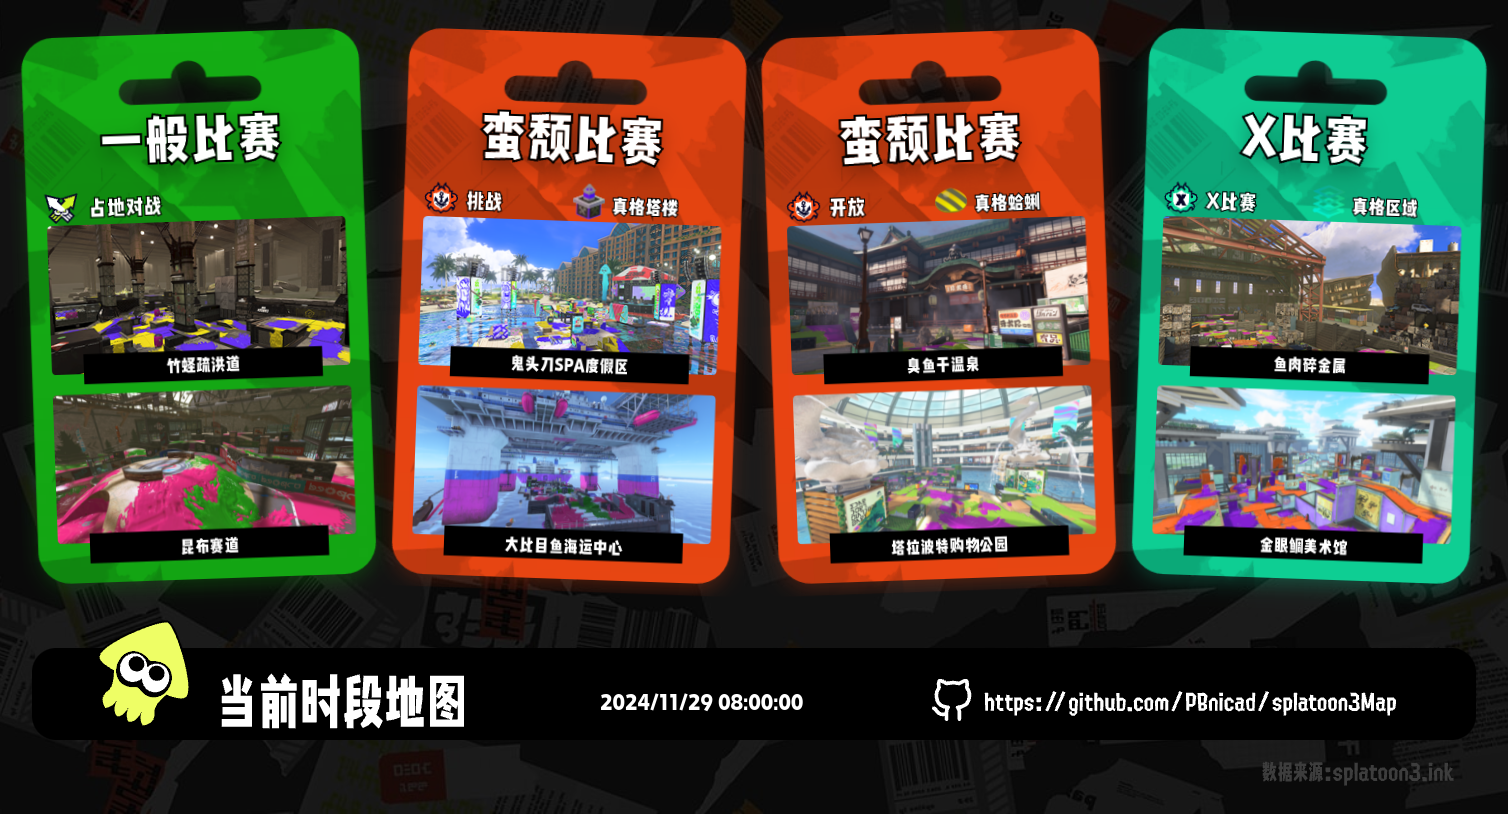 一般比赛
占地对战
竹蛏疏洪道
昆布赛道
蛮颓比赛
挑战
真格塔楼
鬼头刀SPA度假区
大比目鱼海运中心
蛮颓比赛
开放
真格蛤蜊
臭鱼干温泉
塔拉波特购物公园
X比赛
X比赛
真格区域
鱼肉碎金属
金眼鲷美术馆
当前时段地图
2024/11/29 08:00:00
https://github.com/PBnicad/splatoon3Map
数据来源:splatoon3.ink